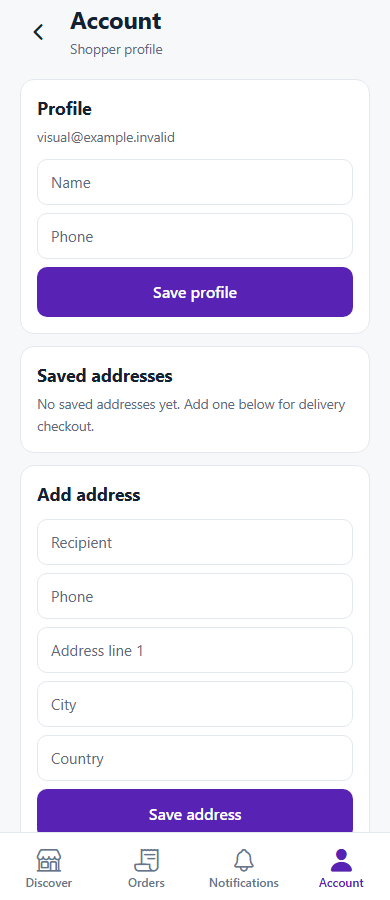 Account
Shopper profile
Profile
visual@example.invalid
Name
Phone
Save profile
Saved addresses
No saved addresses yet. Add one below for delivery
checkout.
Add address
Recipient
Phone
Address line 1
City
Country
Save address
Discover
Orders
Notifications
Account